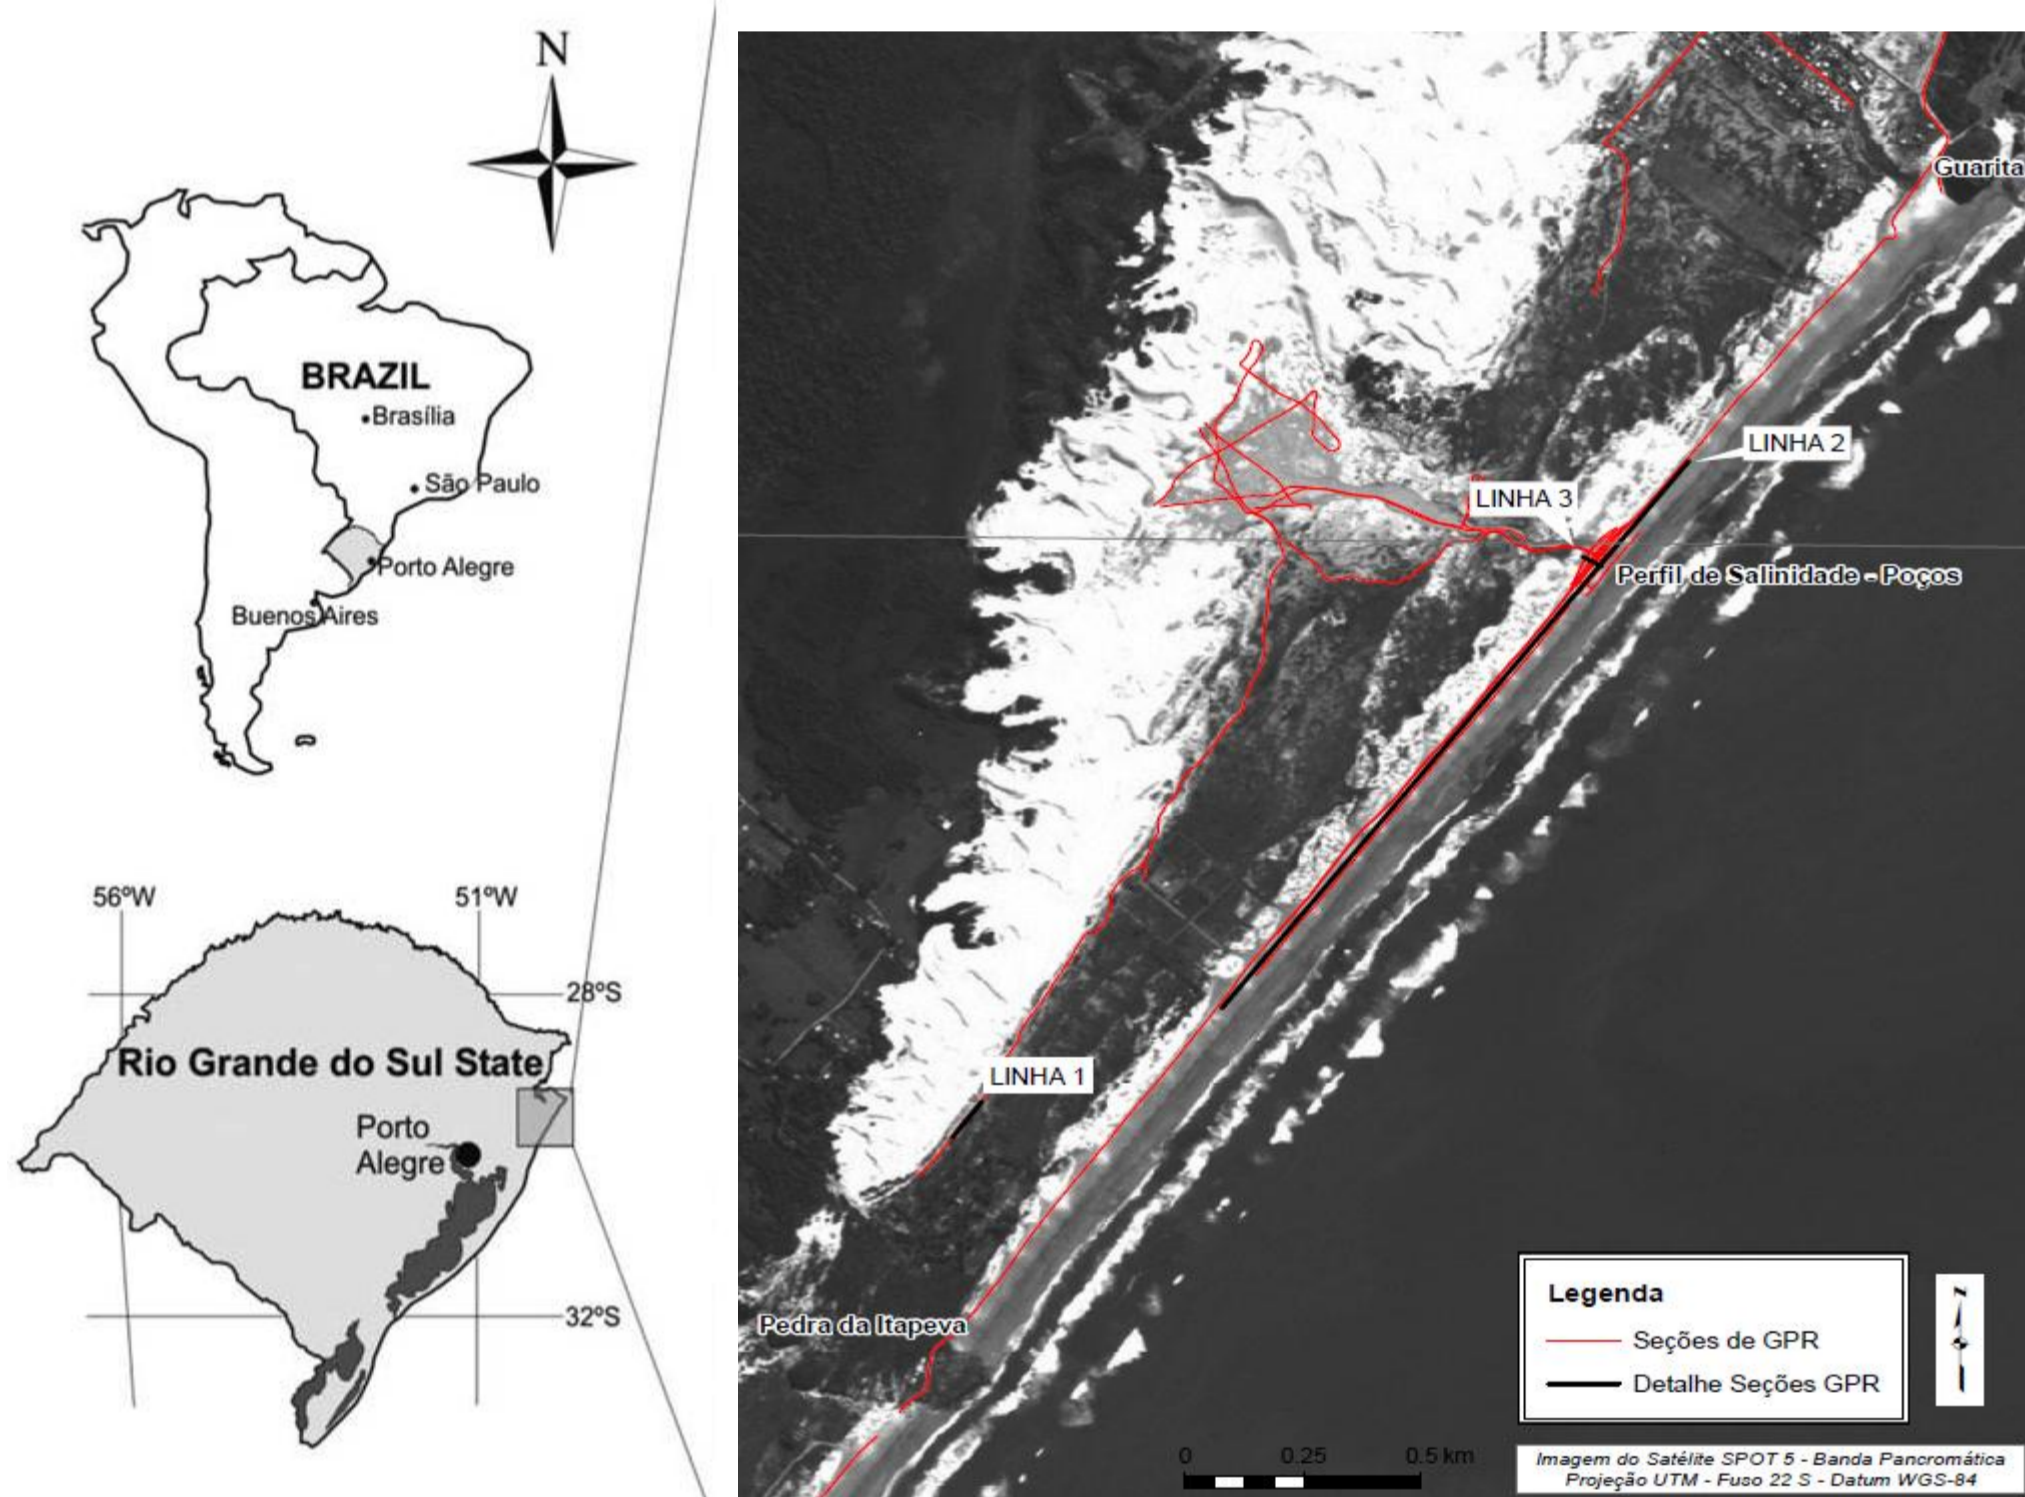 N
BRAZIL
Brasília
São Paulo
Porto Alegre
Buenos Aires
56ºW
51ºW
28ºS
Rio Grande do Sul State
Porto
Alegre
32ºS
Guarita
LINHA 2
LINHA 3
Perfil de Salinidade - Poços
LINHA 1
Pedra da Itapeva
Legenda
Seções de GPR
Detalhe Seções GPR
N
0 0.25 0.5 km
Imagem do Satélite SPOT 5 - Banda Pancromática
Projeção UTM - Fuso 22 S - Datum WGS-84